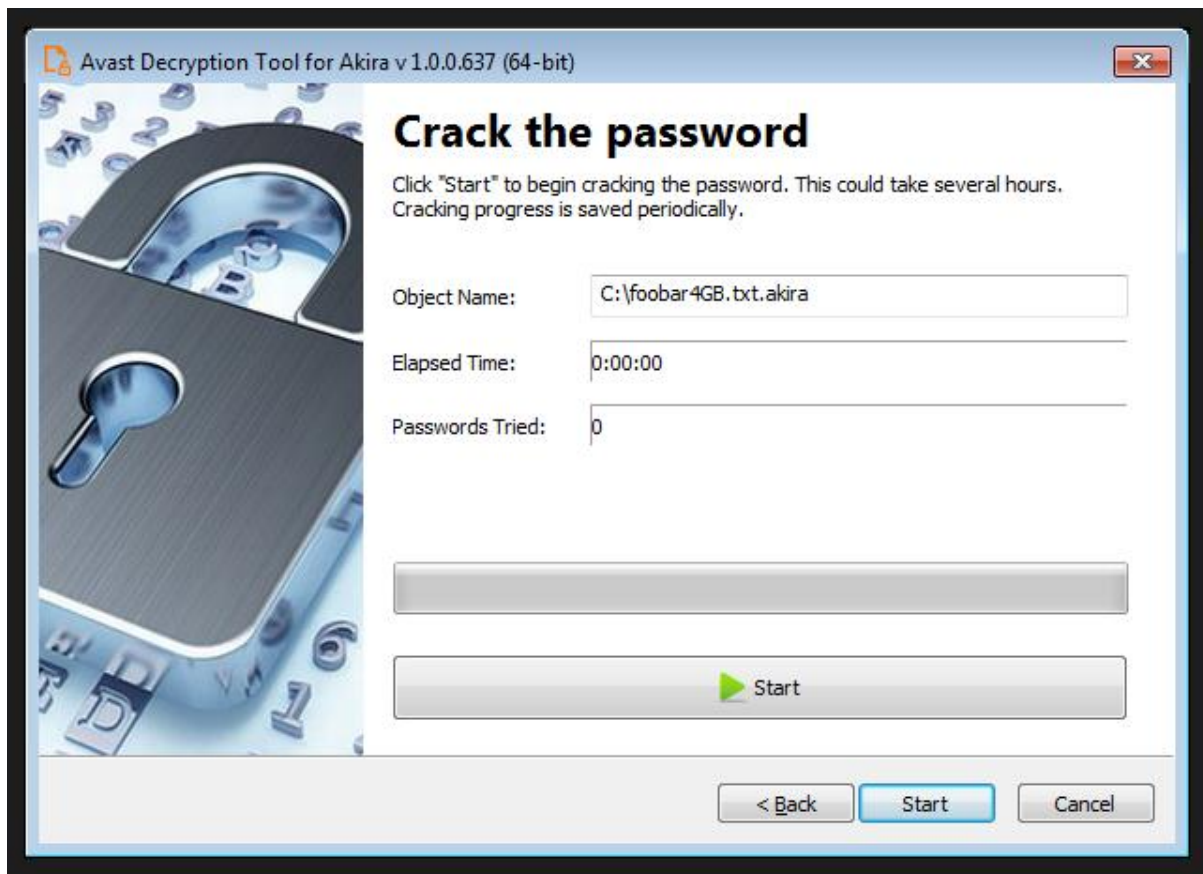 Avast Decryption Tool for Akira v 1.0.0.637 (64-bit)
Crack the password
Click "Start" to begin cracking the password. This could take several hours.
Cracking progress is saved periodically.
Object Name: C:\foobar4GB.txt.akira
Elapsed Time: 0:00:00
Passwords Tried: 0
Start
< Back Start Cancel